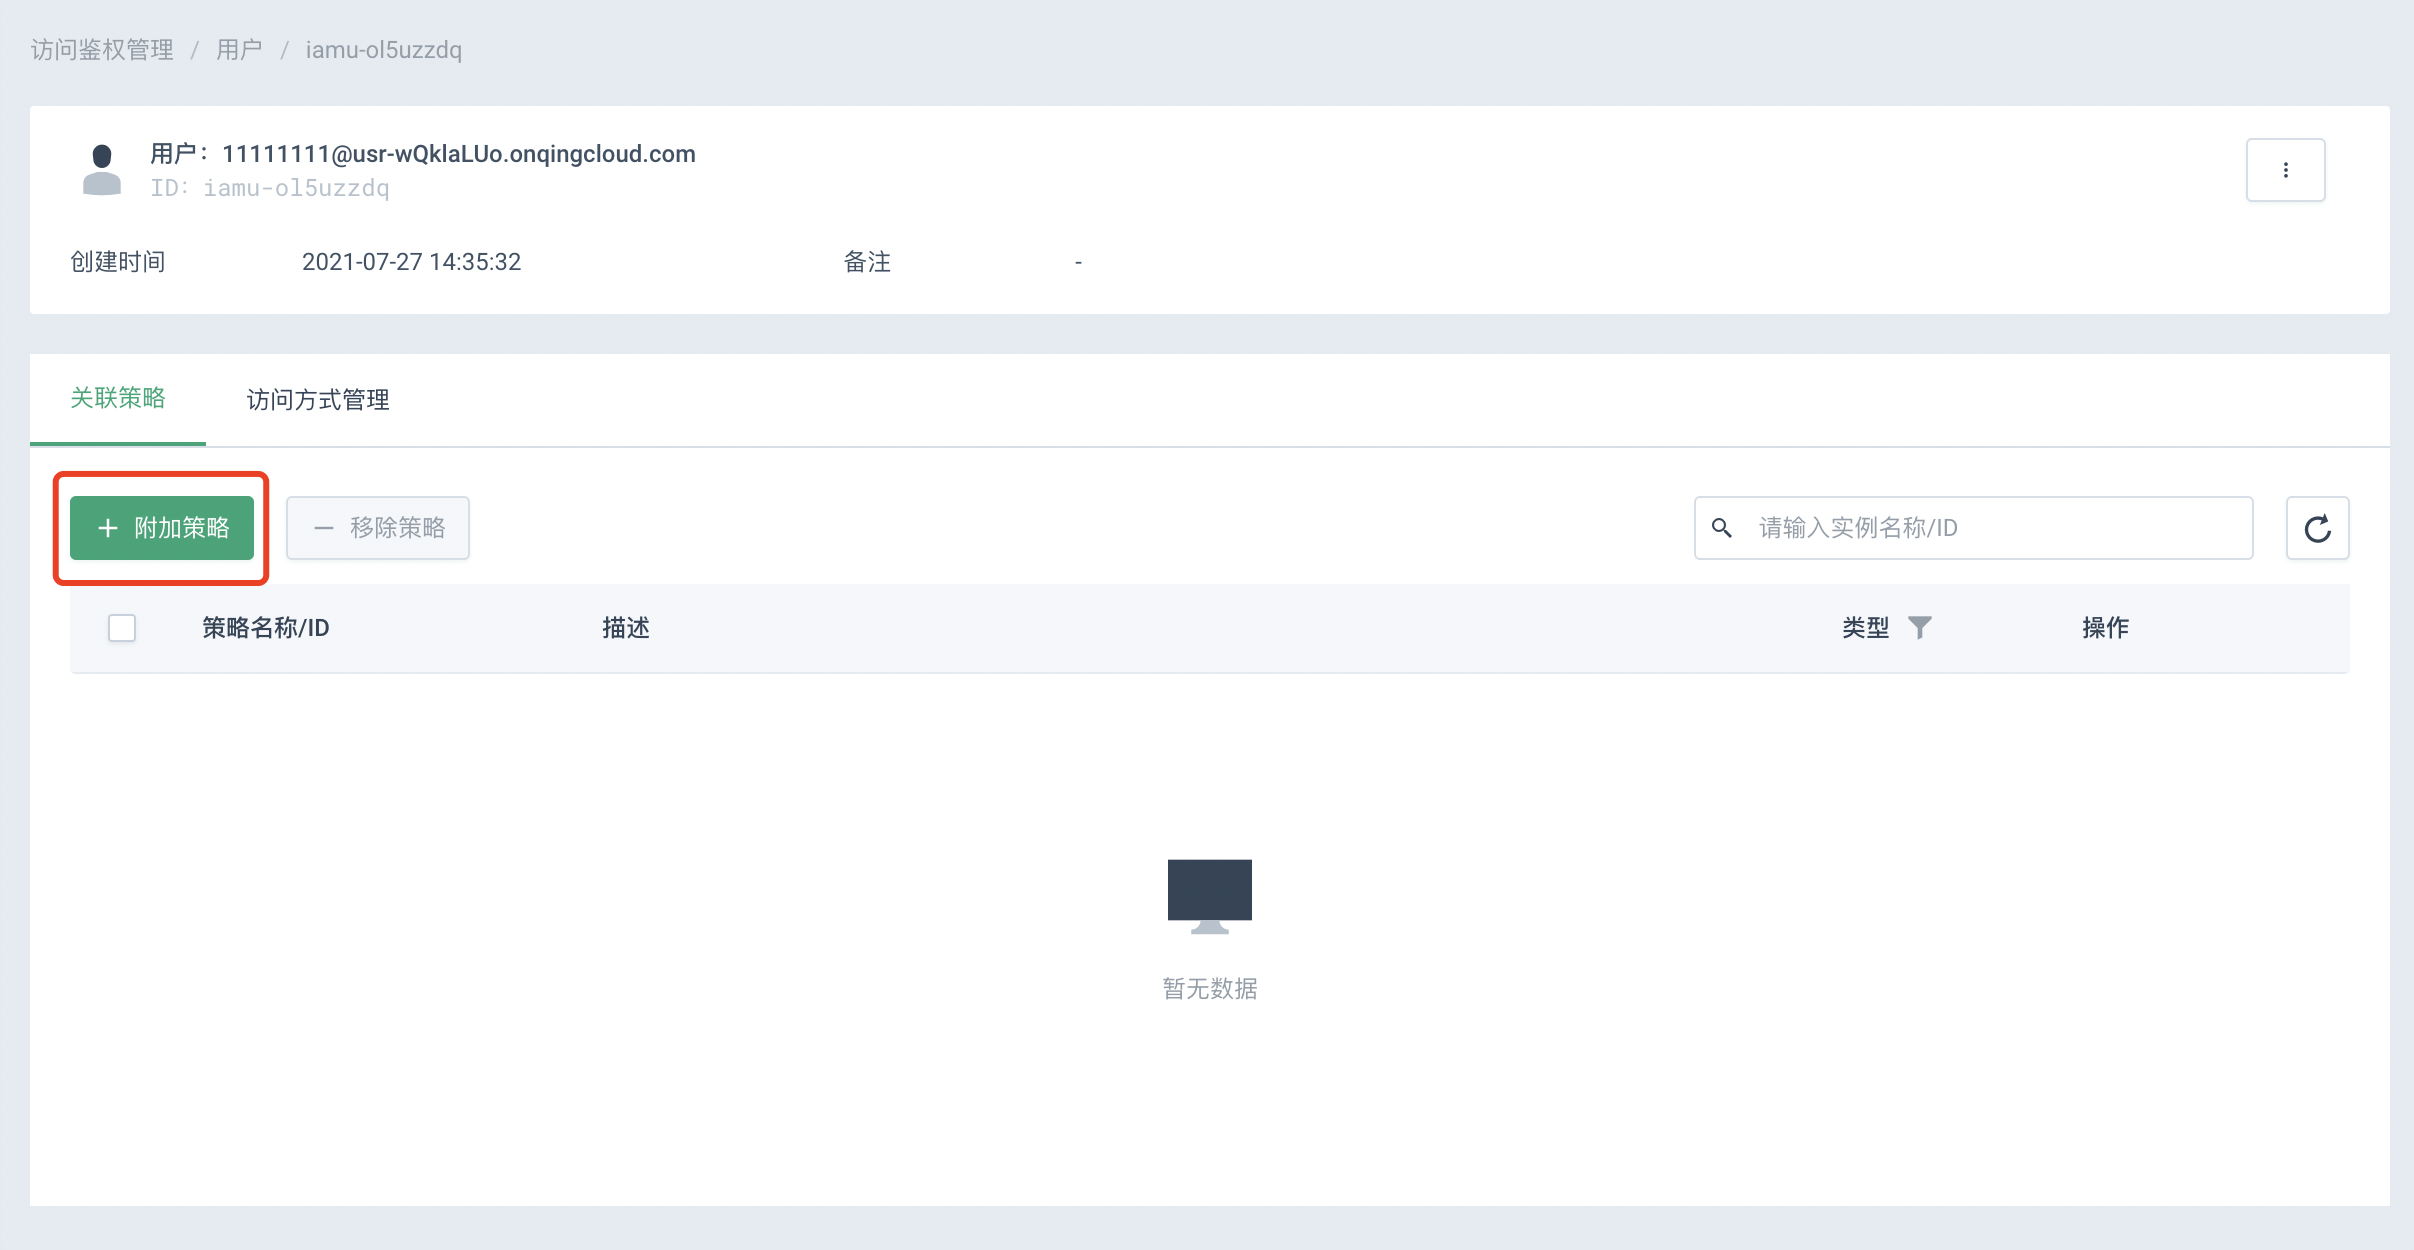 访问鉴权管理 / 用户 / iamu-ol5uzzdq
用户：11111111@usr-wQklaLUo.onqingcloud.com
ID：iamu-ol5uzzdq
创建时间 2021-07-27 14:35:32 备注 -
关联策略 访问方式管理
+ 附加策略 — 移除策略 请输入实例名称/ID
策略名称/ID 描述 类型 操作
暂无数据